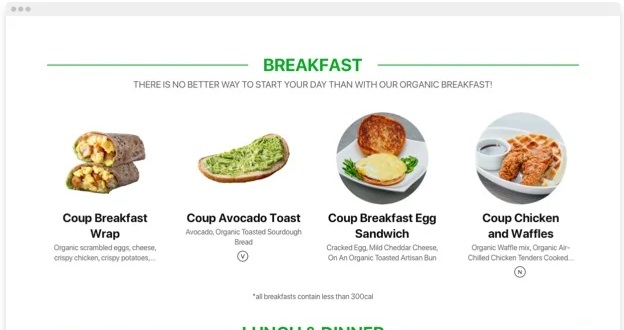 BREAKFAST
THERE IS NO BETTER WAY TO START YOUR DAY THAN WITH OUR ORGANIC BREAKFAST!
Coup Breakfast
Wrap
Organic scrambled eggs, cheese,
crispy chicken, crispy potatoes,...
Coup Avocado Toast
Avocado, Organic Toasted Sourdough
Bread
V
Coup Breakfast Egg
Sandwich
Cracked Egg, Mild Cheddar Cheese,
On An Organic Toasted Artisan Bun
Coup Chicken
and Waffles
Organic Waffle mix, Organic Air-
Chilled Chicken Tenders Cooked...
N
*all breakfasts contain less than 300cal
LUNCH & DINNER